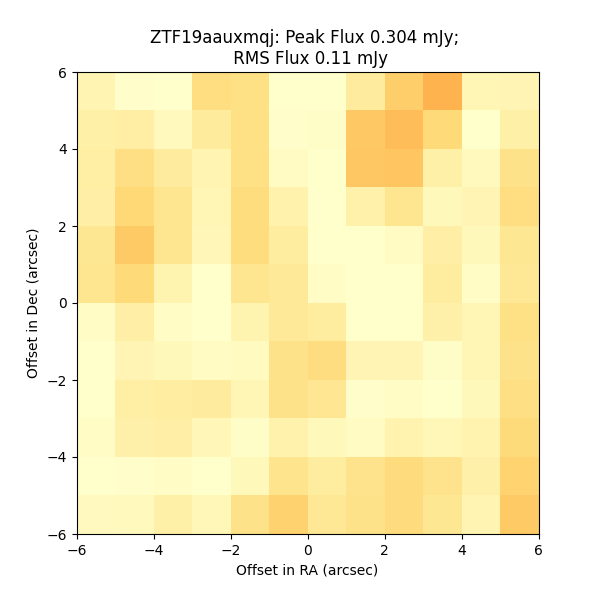 ZTF19aauxmqj: Peak Flux 0.304 mJy;
RMS Flux 0.11 mJy
6
4
2
0
−2
−4
−6
Offset in Dec (arcsec)
−6 −4 −2 0 2 4 6
Offset in RA (arcsec)